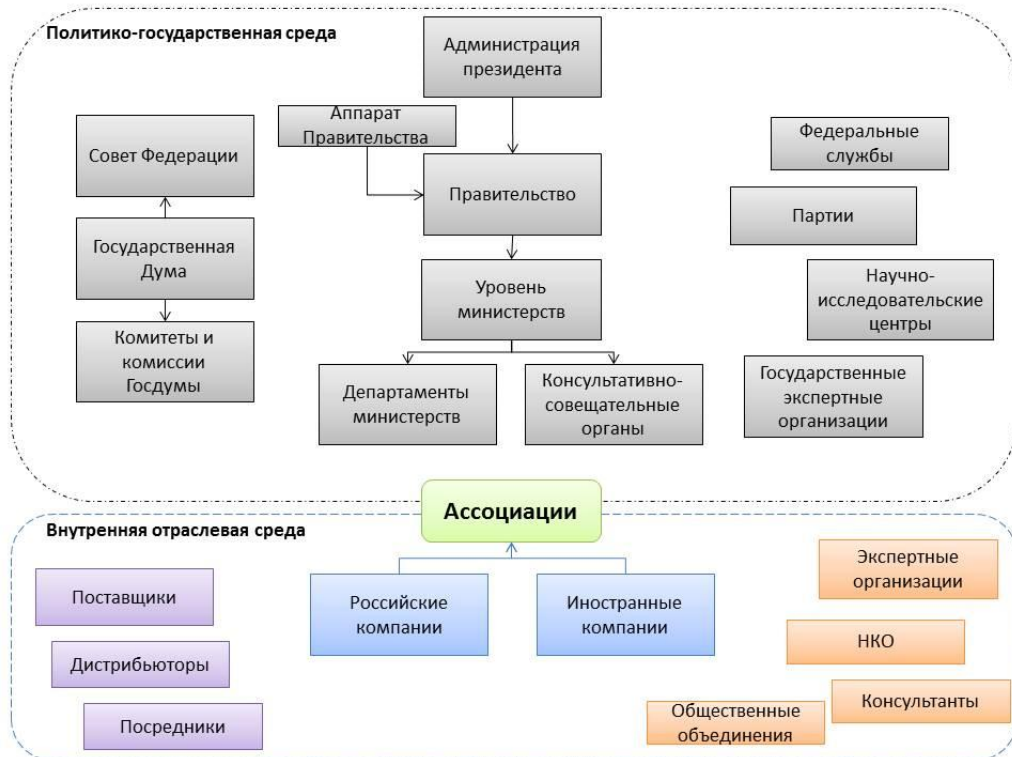 Политико-государственная среда
Администрация
президента
Аппарат
Правительства
Совет Федерации
Правительство
Федеральные
службы
Партии
Государственная
Дума
Уровень
министерств
Научно-
исследовательские
центры
Комитеты и
комиссии
Госдумы
Департаменты
министерств
Консультативно-
совещательные
органы
Государственные
экспертные
организации
Ассоциации
Внутренняя отраслевая среда
Поставщики
Дистрибьюторы
Посредники
Российские
компании
Иностранные
компании
Экспертные
организации
НКО
Консультанты
Общественные
объединения